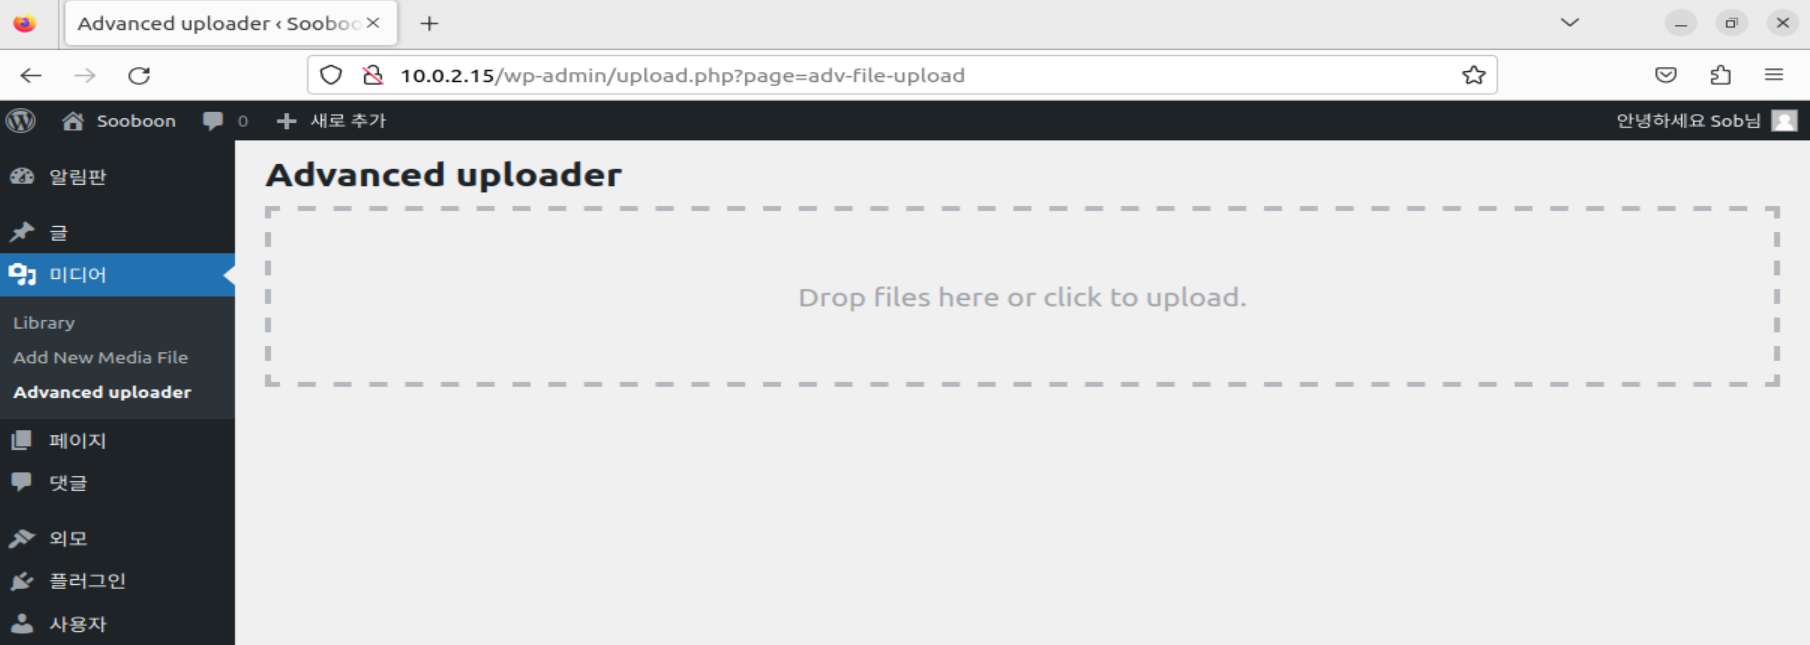 Advanced uploader ‹ Sooboo
10.0.2.15/wp-admin/upload.php?page=adv-file-upload
Sooboon 0 새로 추가 안녕하세요 Sob님
알림판
글
미디어
Library
Add New Media File
Advanced uploader
페이지
댓글
외모
플러그인
사용자
Advanced uploader
Drop files here or click to upload.